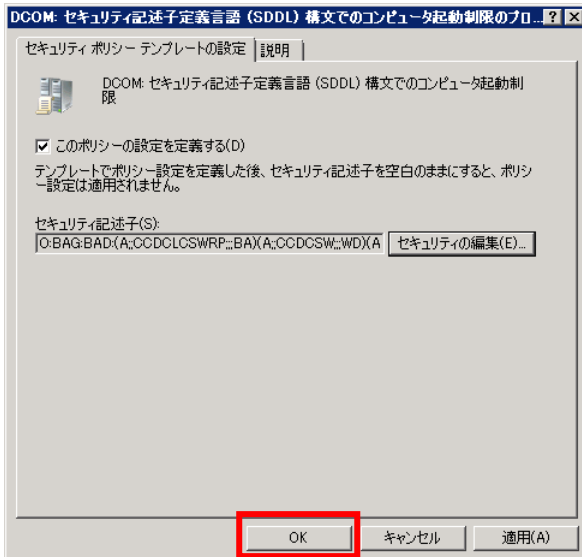 DCOM: セキュリティ記述子定義言語 (SDDL) 構文でのコンピュータ起動制限のプロ...
セキュリティ ポリシー テンプレートの設定 説明
DCOM: セキュリティ記述子定義言語 (SDDL) 構文でのコンピュータ起動制
限
このポリシーの設定を定義する(D)
テンプレートでポリシー設定を定義した後、セキュリティ記述子を空白のままにすると、ポリシ
ー設定は適用されません。
セキュリティ記述子(S):
O:BAG:BAD:(A;;CCDCLCSWRP;;;BA)(A;;CCDCSW;;;WD)(A セキュリティの編集(E)...
OK キャンセル 適用(A)